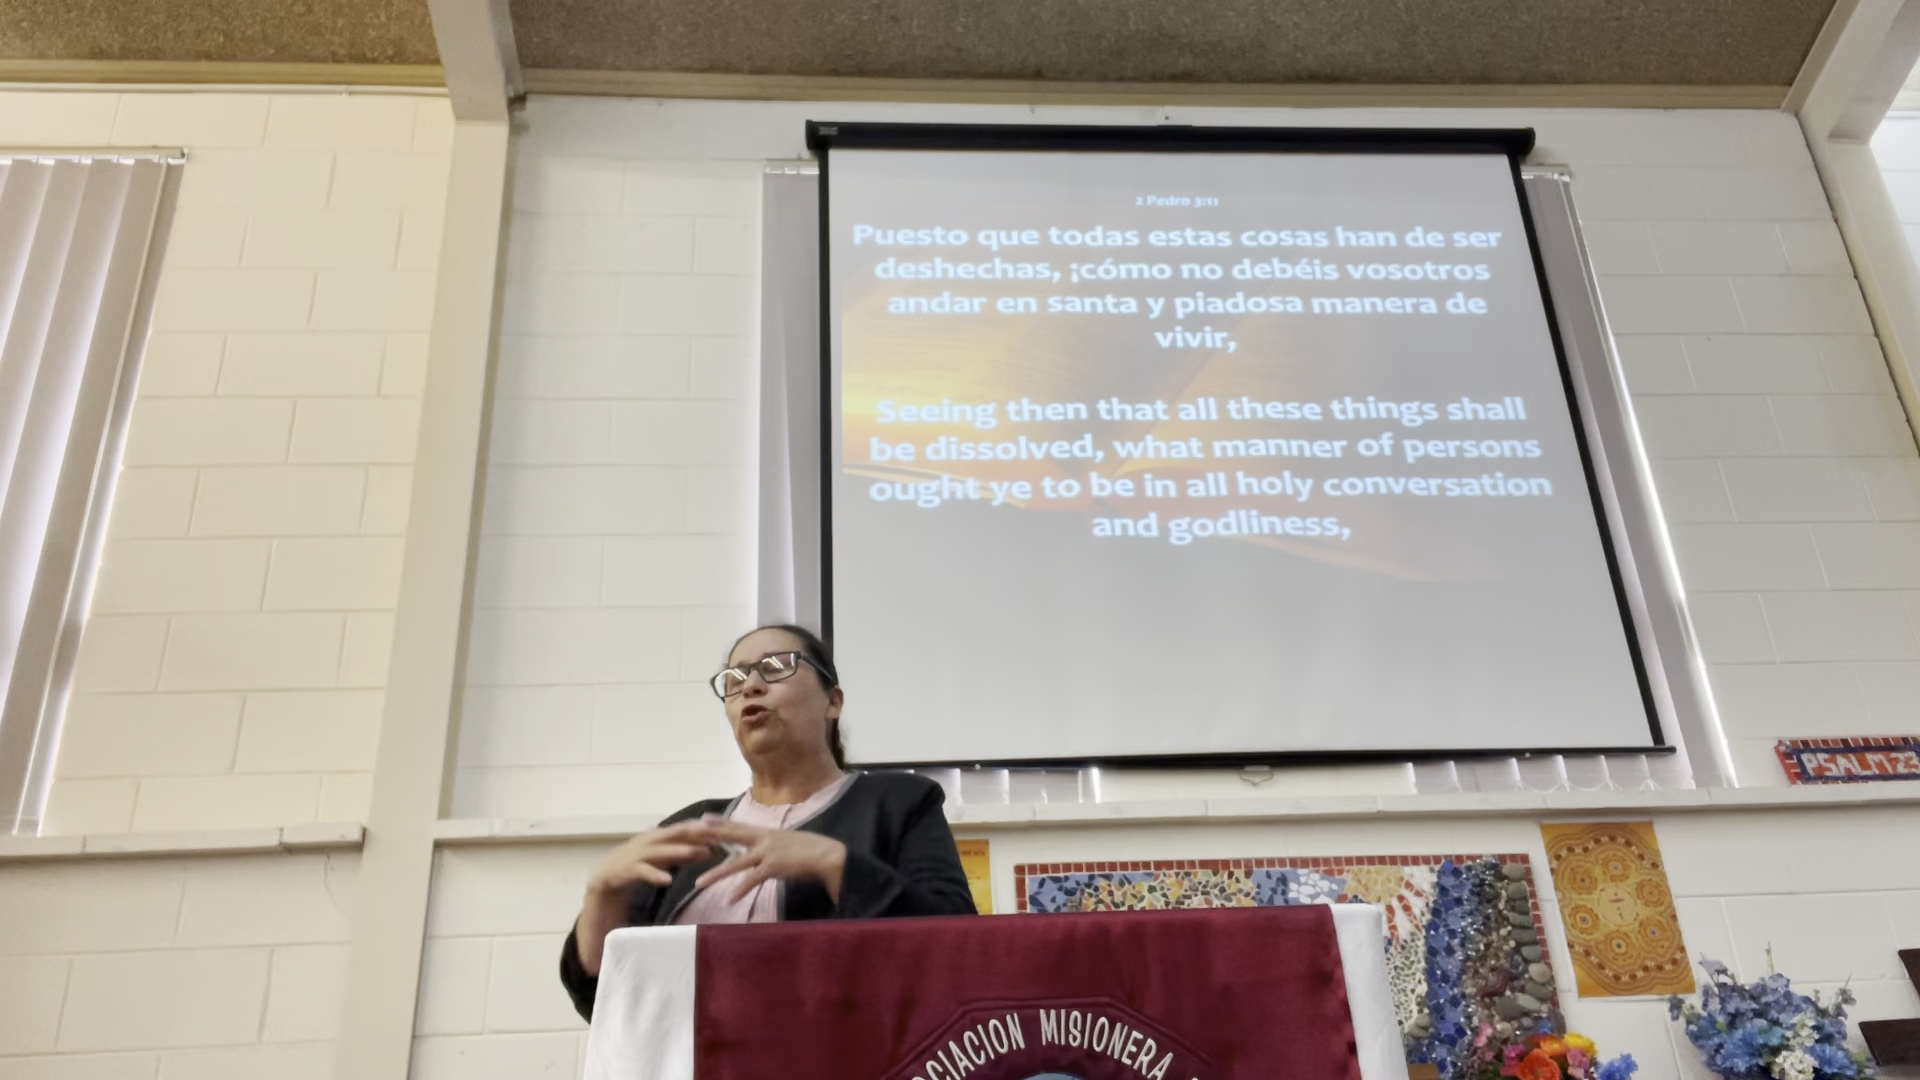 2 Pedro 3:11
Puesto que todas estas cosas han de ser
deshechas, ¡cómo no debéis vosotros
andar en santa y piadosa manera de
vivir,
Seeing then that all these things shall
be dissolved, what manner of persons
ought ye to be in all holy conversation
and godliness,
PSALM 23
MISIONERA